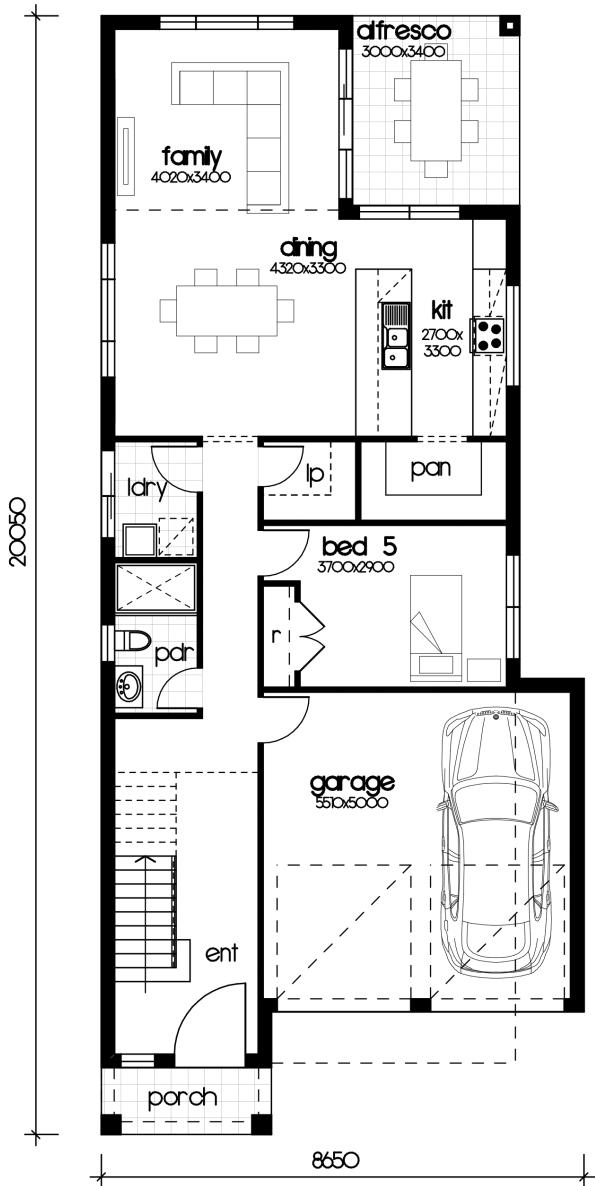 alfresco
3000x3400
family
4020x3400
dining
4320x3300
kit
2700x
3300
ldry
lp
pan
bed 5
3700x2900
r
pdr
20050
garage
5510x5000
ent
porch
8650